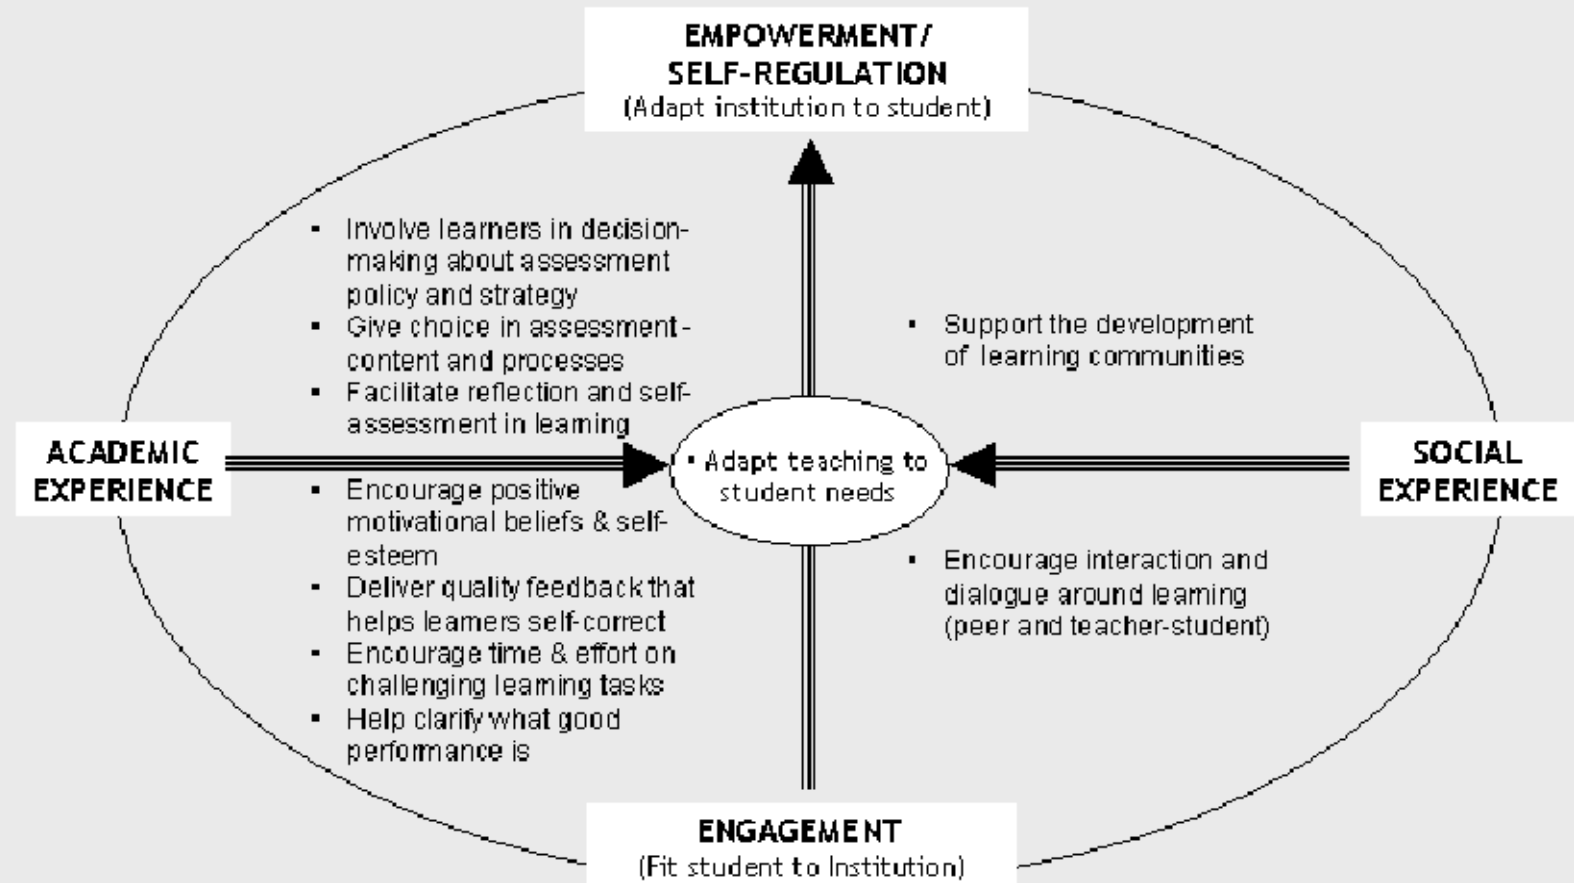 EMPOWERMENT/
SELF-REGULATION
(Adapt institution to student)
▪ Involve learners in decision-
making about assessment
policy and strategy
▪ Give choice in assessment -
content and processes
▪ Facilitate reflection and self-
assessment in learning
▪ Support the development
of learning communities
ACADEMIC
EXPERIENCE
▪ Adapt teaching to
student needs
SOCIAL
EXPERIENCE
▪ Encourage positive
motivational beliefs & self-
esteem
▪ Deliver quality feedback that
helps learners self-correct
▪ Encourage time & effort on
challenging learning tasks
▪ Help clarify what good
performance is
▪ Encourage interaction and
dialogue around learning
(peer and teacher-student)
ENGAGEMENT
(Fit student to Institution)